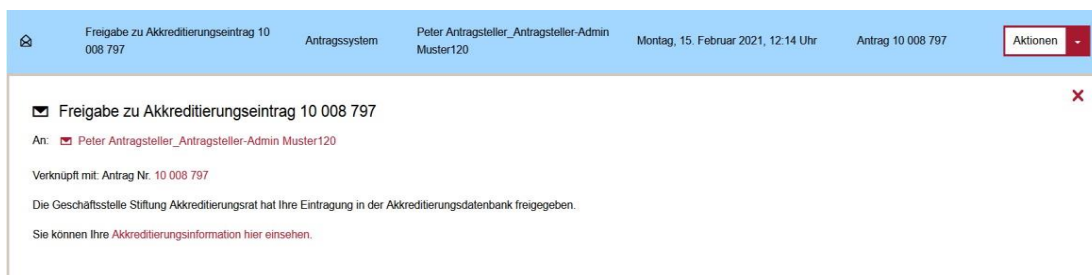 Freigabe zu Akkreditierungseintrag 10
008 797
Antragssystem
Peter Antragsteller_Antragsteller-Admin
Muster120
Montag, 15. Februar 2021, 12:14 Uhr
Antrag 10 008 797
Aktionen
Freigabe zu Akkreditierungseintrag 10 008 797
An: Peter Antragsteller_Antragsteller-Admin Muster120
Verknüpft mit: Antrag Nr. 10 008 797
Die Geschäftsstelle Stiftung Akkreditierungsrat hat Ihre Eintragung in der Akkreditierungsdatenbank freigegeben.
Sie können Ihre Akkreditierungsinformation hier einsehen.